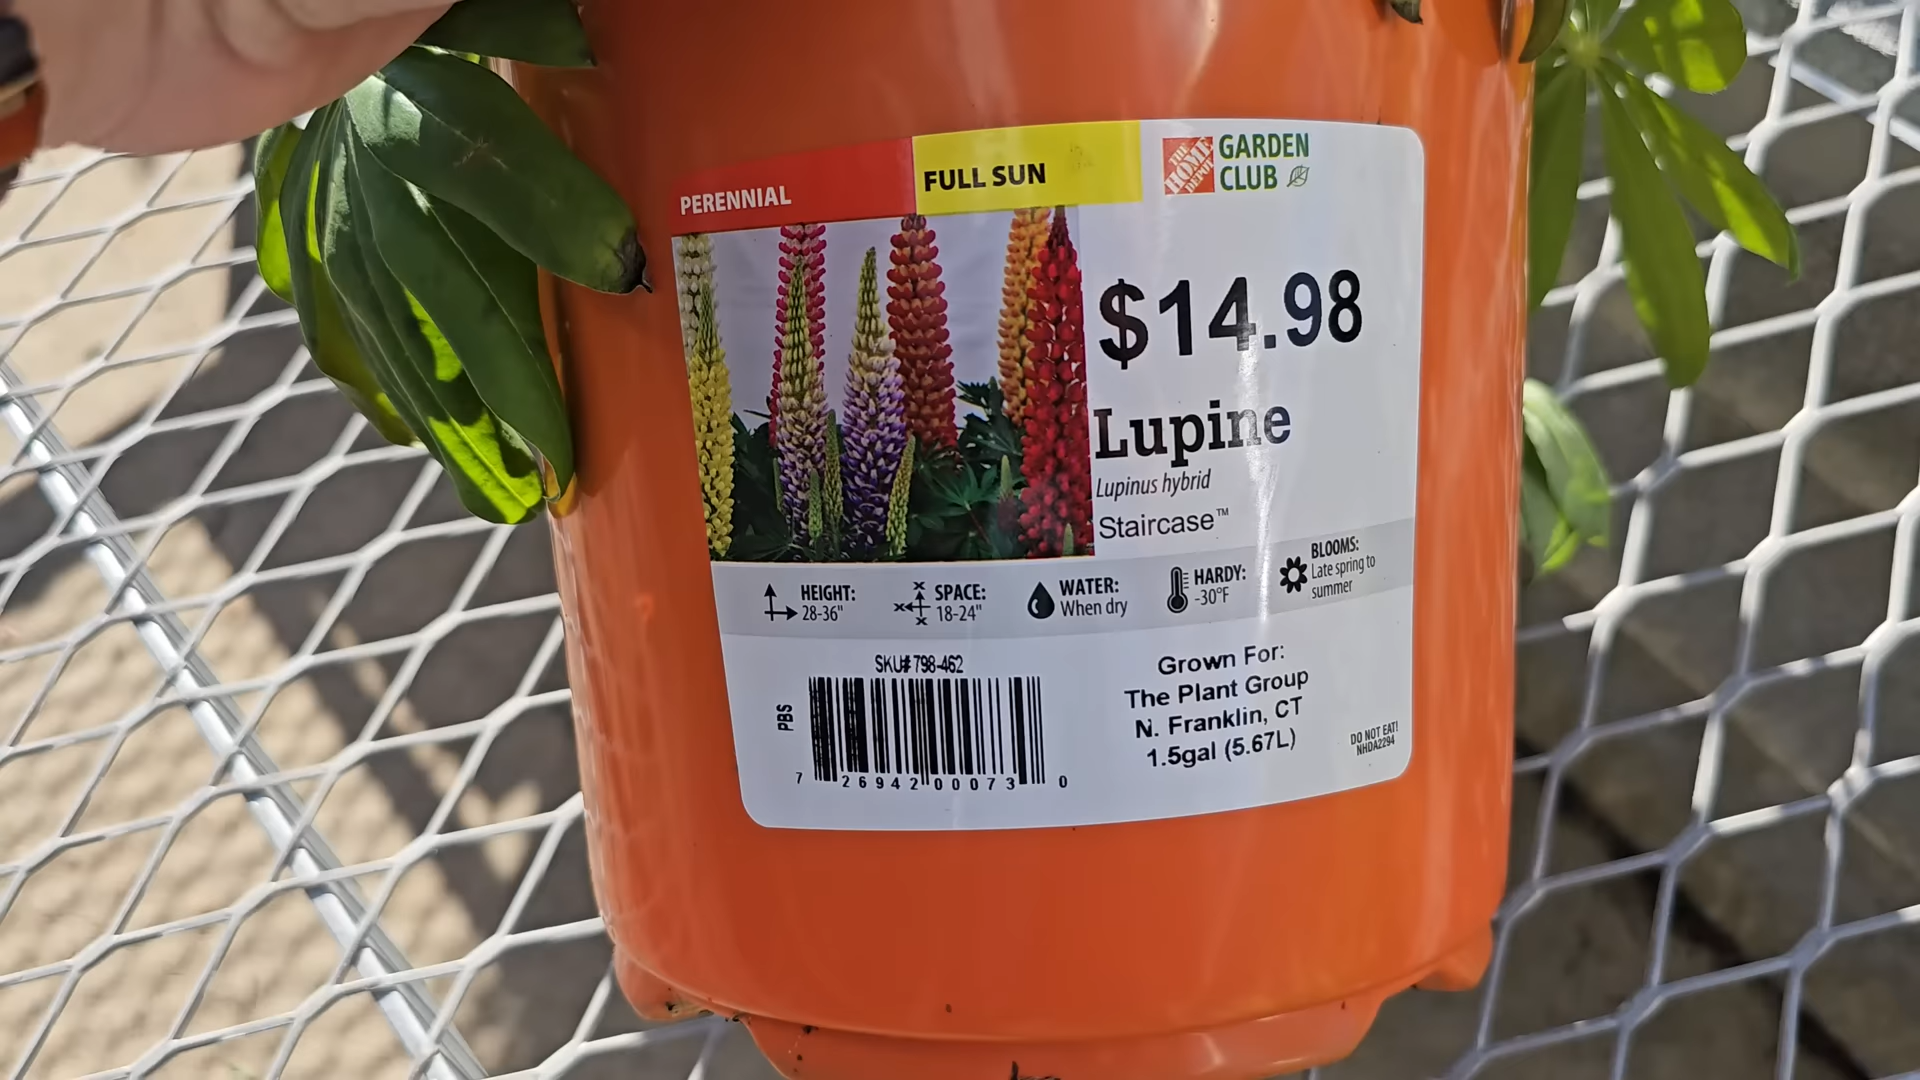 PERENNIAL
FULL SUN
THE HOME DEPOT
GARDEN
CLUB
$14.98
Lupine
Lupinus hybrid
Staircase™
HEIGHT:
28-36"
SPACE:
18-24"
WATER:
When dry
HARDY:
-30°F
BLOOMS:
Late spring to
summer
SKU# 798-462
PBS
7 26942 00073 0
Grown For:
The Plant Group
N. Franklin, CT
1.5gal (5.67L)
DO NOT EAT!
NHDA2294